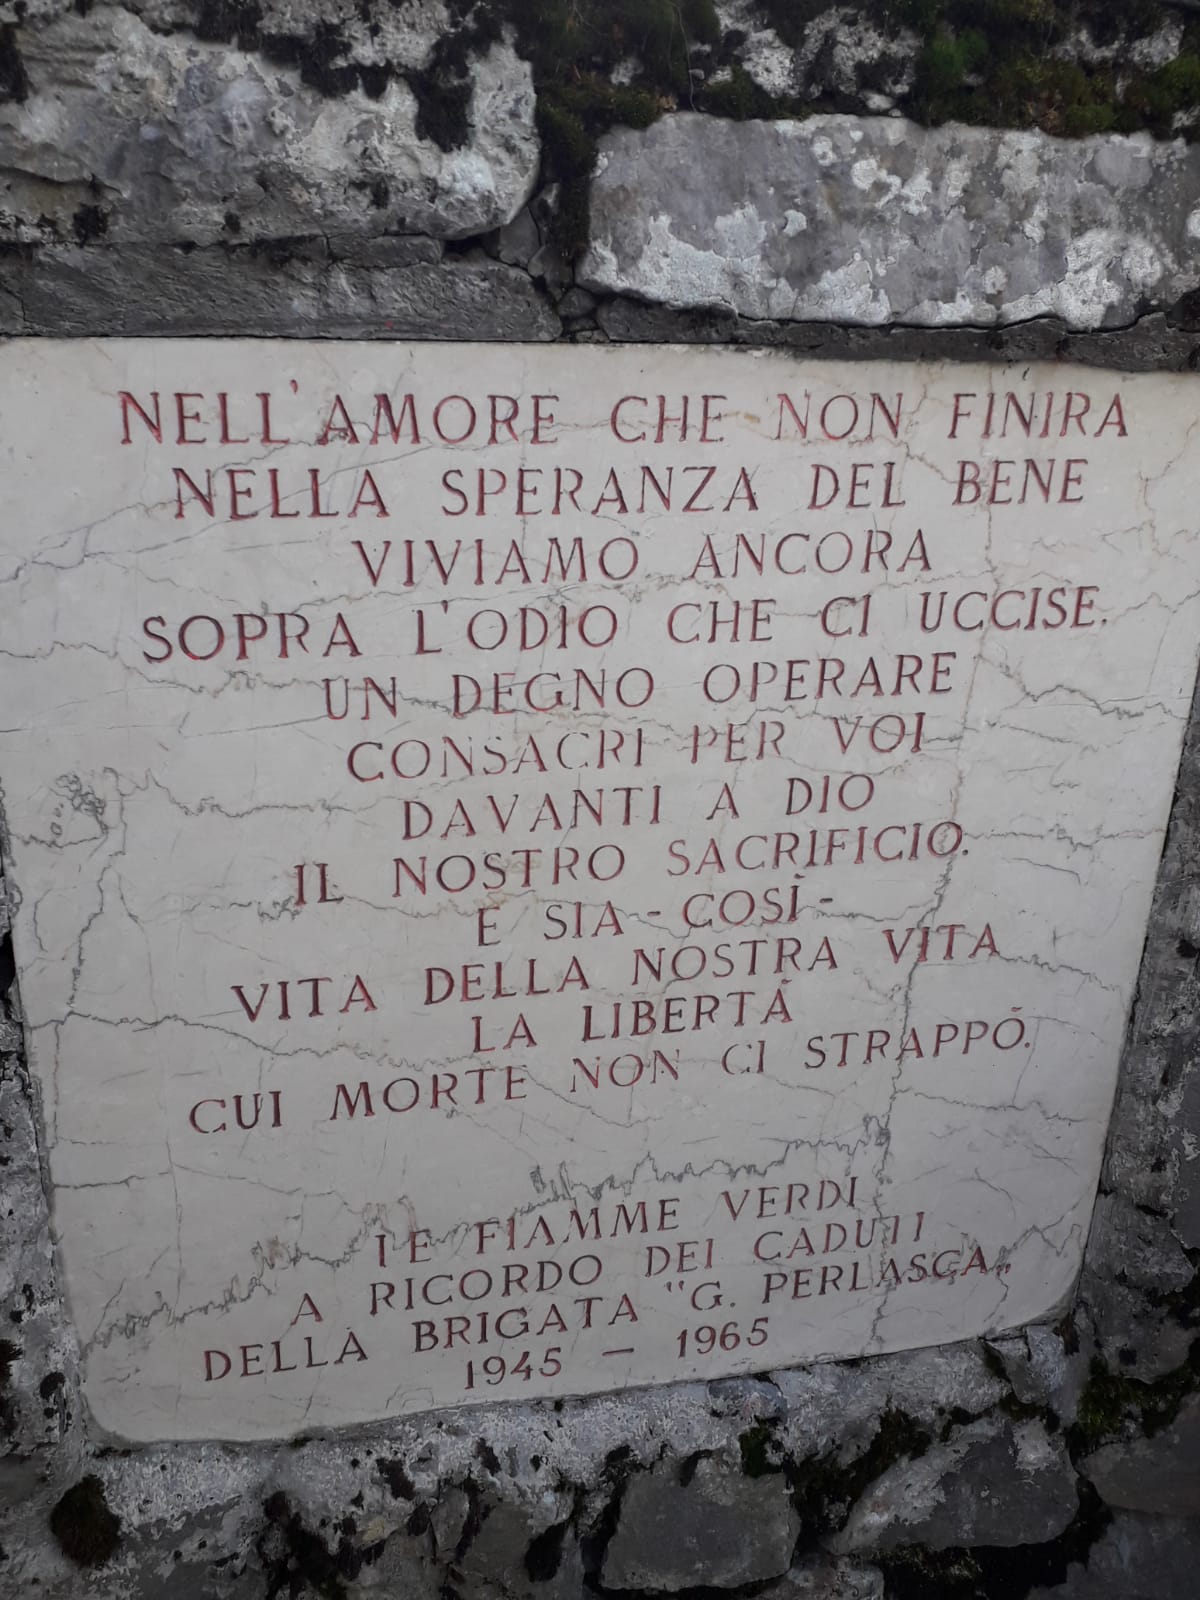 NELL'AMORE CHE NON FINIRA
NELLA SPERANZA DEL BENE
VIVIAMO ANCORA
SOPRA L'ODIO CHE CI UCCISE.
UN DEGNO OPERARE
CONSACRI PER VOI
DAVANTI A DIO
IL NOSTRO SACRIFICIO.
E SIA - COSÌ -
VITA DELLA NOSTRA VITA
LA LIBERTÀ
CUI MORTE NON CI STRAPPÒ.
LE FIAMME VERDI
A RICORDO DEI CADUTI
DELLA BRIGATA "G. PERLASCA„
1945 - 1965